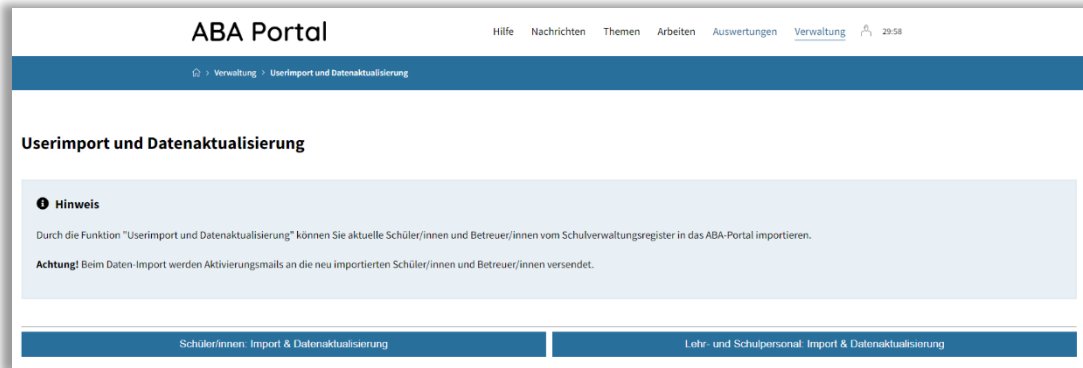 ABA Portal
Hilfe Nachrichten Themen Arbeiten Auswertungen Verwaltung 29:58
> Verwaltung > Userimport und Datenaktualisierung
Userimport und Datenaktualisierung
Hinweis
Durch die Funktion "Userimport und Datenaktualisierung" können Sie aktuelle Schüler/innen und Betreuer/innen vom Schulverwaltungsregister in das ABA-Portal importieren.
Achtung! Beim Daten-Import werden Aktivierungsmails an die neu importierten Schüler/innen und Betreuer/innen versendet.
Schüler/innen: Import & Datenaktualisierung
Lehr- und Schulpersonal: Import & Datenaktualisierung